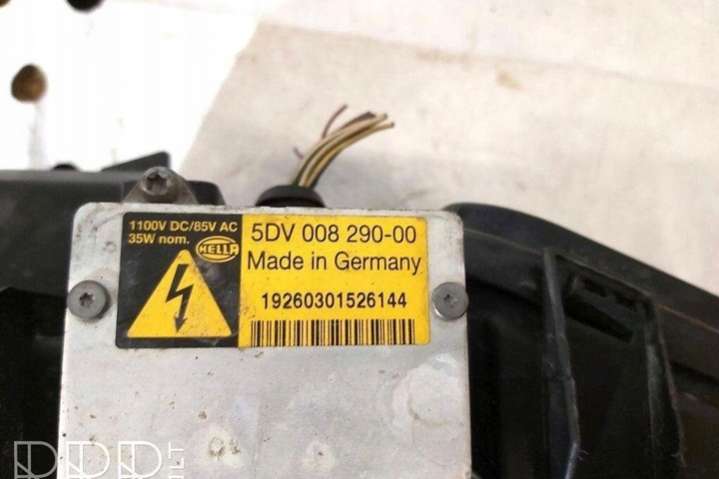 1100V DC/85V AC
35W nom.
HELLA
5DV 008 290-00
Made in Germany
19260301526144